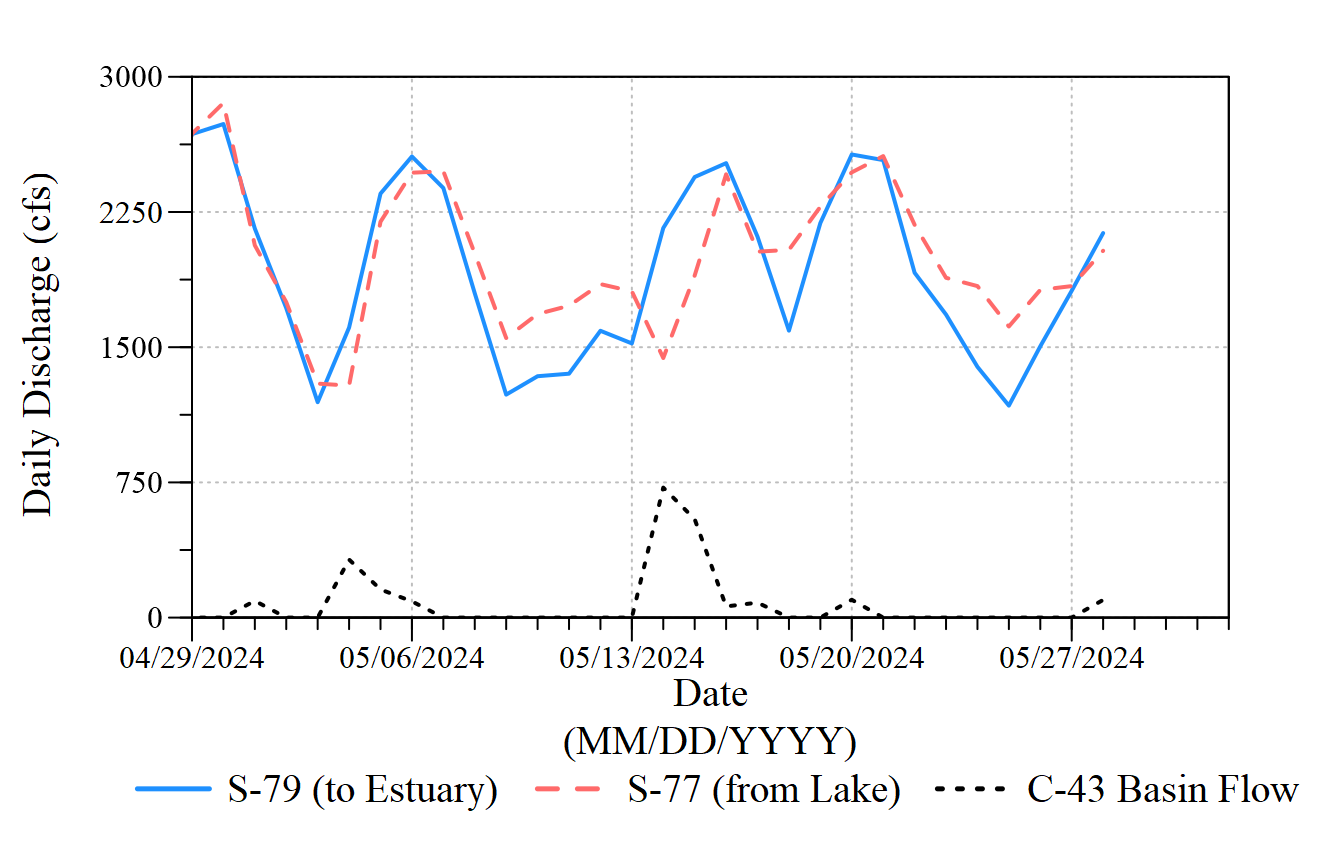 3000
2250
1500
750
0
Daily Discharge (cfs)
04/29/2024 05/06/2024 05/13/2024 05/20/2024 05/27/2024
Date
(MM/DD/YYYY)
S-79 (to Estuary) S-77 (from Lake) C-43 Basin Flow